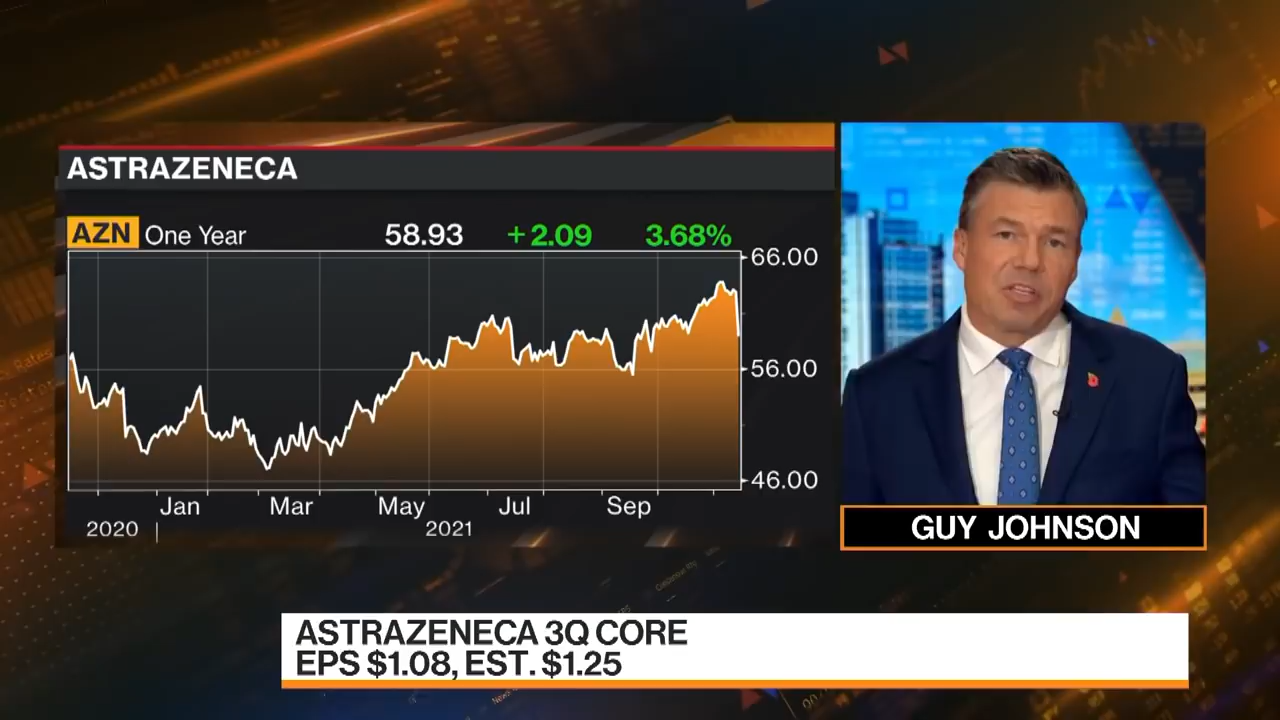 ASTRAZENECA
AZN One Year 58.93 +2.09 3.68%
66.00
56.00
46.00
Jan Mar May Jul Sep
2020 2021
GUY JOHNSON
ASTRAZENECA 3Q CORE
EPS $1.08, EST. $1.25